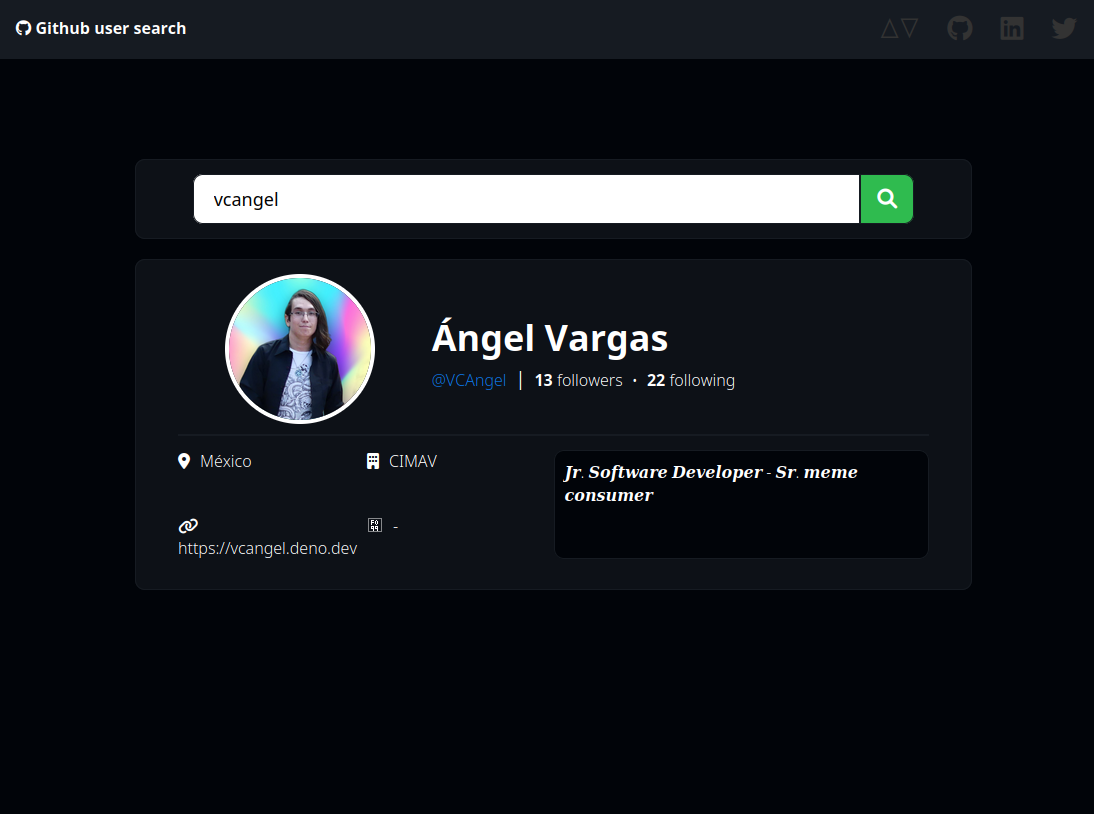 Github user search
vcangel
Ángel Vargas
@VCAngel | 13 followers · 22 following
México
CIMAV
Jr. Software Developer - Sr. meme
consumer
https://vcangel.deno.dev
-